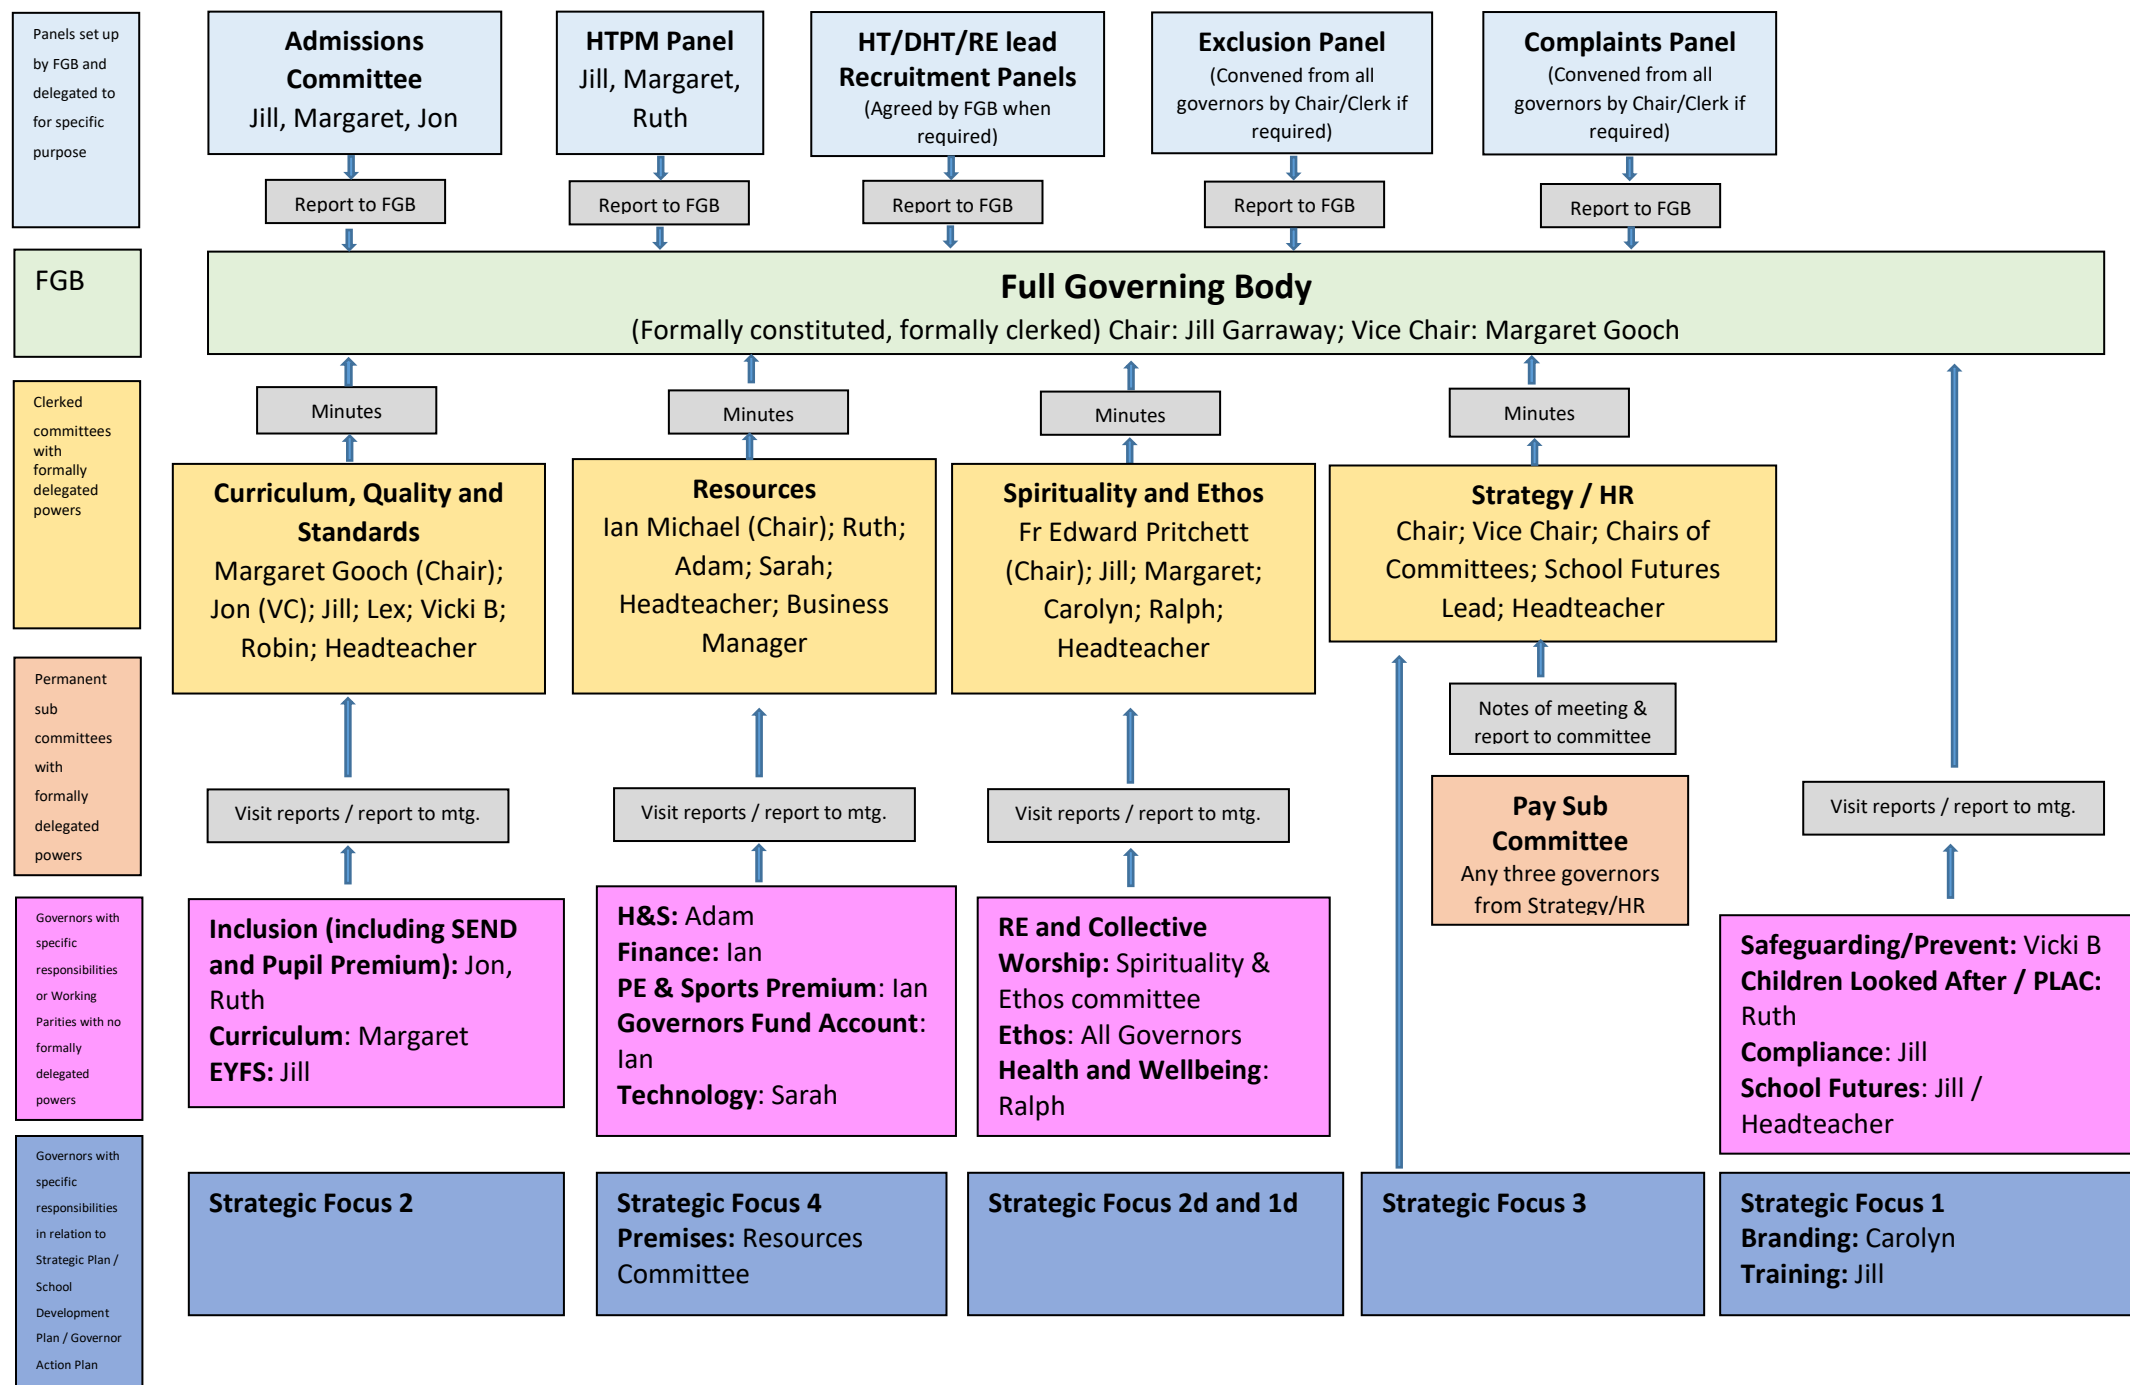 Panels set up
by FGB and
delegated to
for specific
purpose
Admissions
Committee
Jill, Margaret, Jon
HTPM Panel
Jill, Margaret,
Ruth
HT/DHT/RE lead
Recruitment Panels
(Agreed by FGB when
required)
Exclusion Panel
(Convened from all
governors by Chair/Clerk if
required)
Complaints Panel
(Convened from all
governors by Chair/Clerk if
required)
Report to FGB
Report to FGB
Report to FGB
Report to FGB
Report to FGB
FGB
Full Governing Body
(Formally constituted, formally clerked) Chair: Jill Garraway; Vice Chair: Margaret Gooch
Clerked
committees
with
formally
delegated
powers
Minutes
Minutes
Minutes
Minutes
Curriculum, Quality and
Standards
Margaret Gooch (Chair);
Jon (VC); Jill; Lex; Vicki B;
Robin; Headteacher
Resources
Ian Michael (Chair); Ruth;
Adam; Sarah;
Headteacher; Business
Manager
Spirituality and Ethos
Fr Edward Pritchett
(Chair); Jill; Margaret;
Carolyn; Ralph;
Headteacher
Strategy / HR
Chair; Vice Chair; Chairs of
Committees; School Futures
Lead; Headteacher
Permanent
sub
committees
with
formally
delegated
powers
Notes of meeting &
report to committee
Visit reports / report to mtg.
Visit reports / report to mtg.
Visit reports / report to mtg.
Pay Sub
Committee
Any three governors
from Strategy/HR
Visit reports / report to mtg.
Governors with
specific
responsibilities
or Working
Parities with no
formally
delegated
powers
Inclusion (including SEND
and Pupil Premium): Jon,
Ruth
Curriculum: Margaret
EYFS: Jill
H&S: Adam
Finance: Ian
PE & Sports Premium: Ian
Governors Fund Account:
Ian
Technology: Sarah
RE and Collective
Worship: Spirituality &
Ethos committee
Ethos: All Governors
Health and Wellbeing:
Ralph
Safeguarding/Prevent: Vicki B
Children Looked After / PLAC:
Ruth
Compliance: Jill
School Futures: Jill /
Headteacher
Governors with
specific
responsibilities
in relation to
Strategic Plan /
School
Development
Plan / Governor
Action Plan
Strategic Focus 2
Strategic Focus 4
Premises: Resources
Committee
Strategic Focus 2d and 1d
Strategic Focus 3
Strategic Focus 1
Branding: Carolyn
Training: Jill